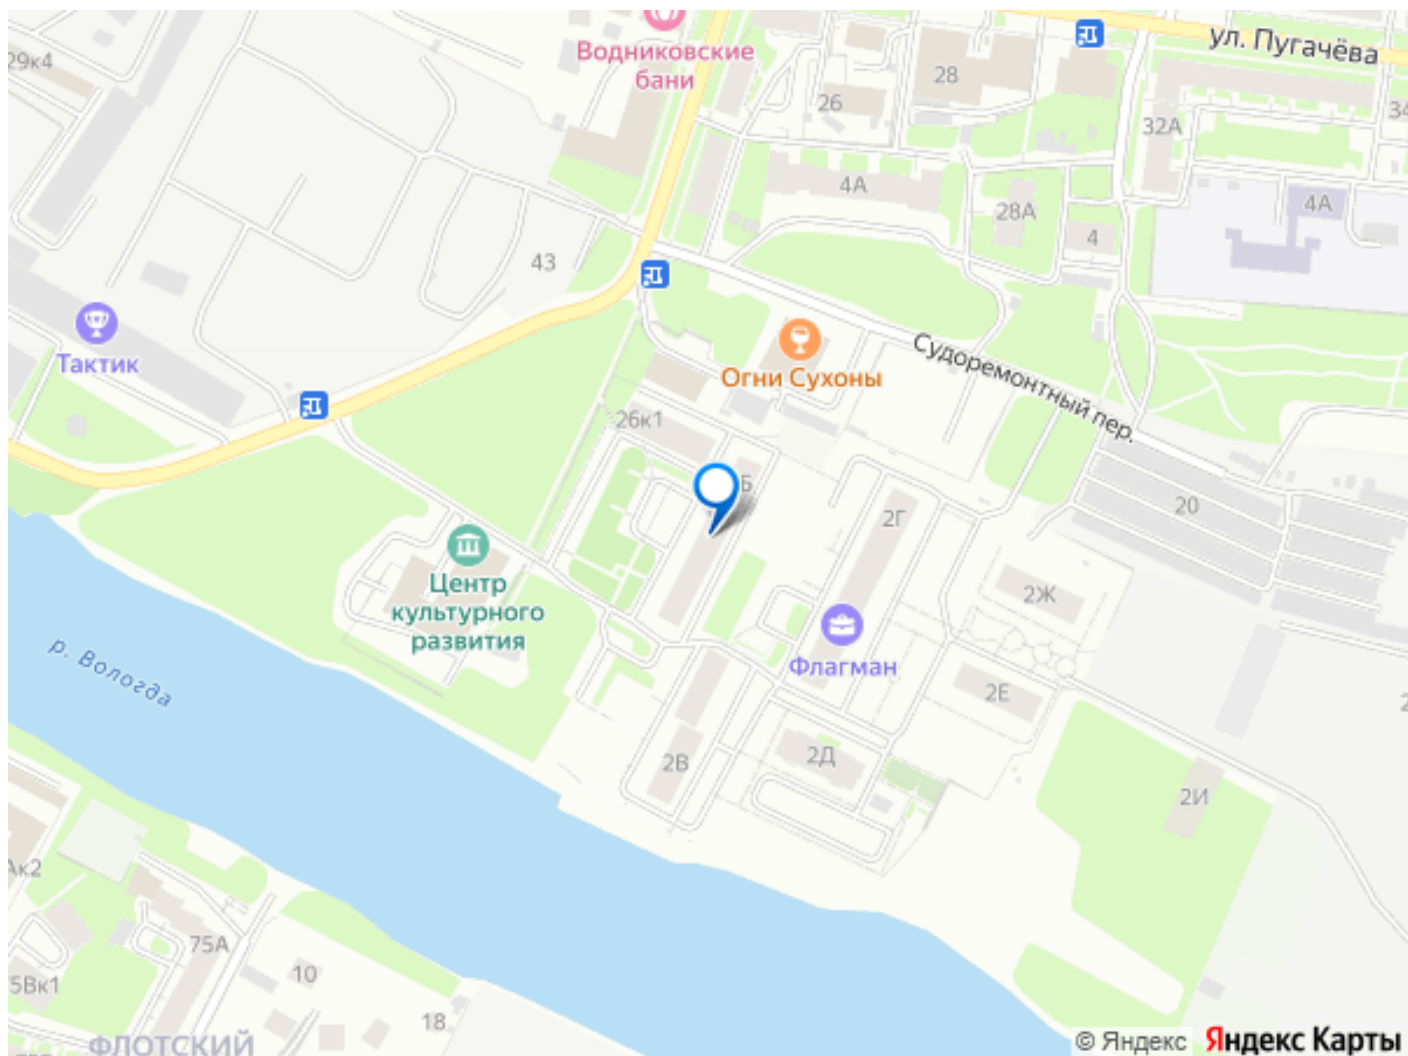 29к4
Водниковские
бани
ул. Пугачёва
28
26
34
32А
4А
28А
4А
4
43
Тактик
Огни Сухоны
Судоремонтный пер.
26к1
Б
2Г
20
Центр
культурного
развития
2Ж
Флагман
р. Вологда
2Е
2В
2Д
2И
Ак2
75А
10
5Вк1
18
ФЛОТСКИЙ
© Яндекс
Яндекс Карты